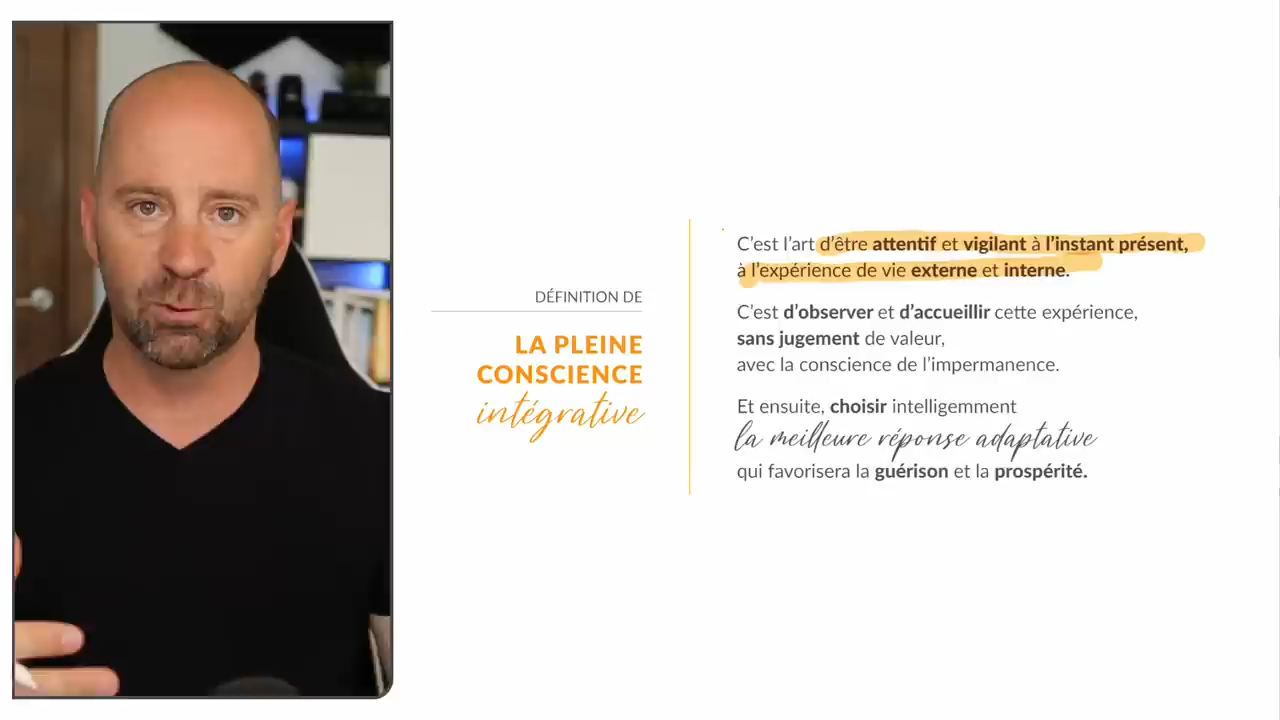 DÉFINITION DE
LA PLEINE
CONSCIENCE
intégrative
C'est l'art d'être attentif et vigilant à l'instant présent,
à l'expérience de vie externe et interne.
C'est d'observer et d'accueillir cette expérience,
sans jugement de valeur,
avec la conscience de l'impermanence.
Et ensuite, choisir intelligemment
la meilleure réponse adaptative
qui favorisera la guérison et la prospérité.